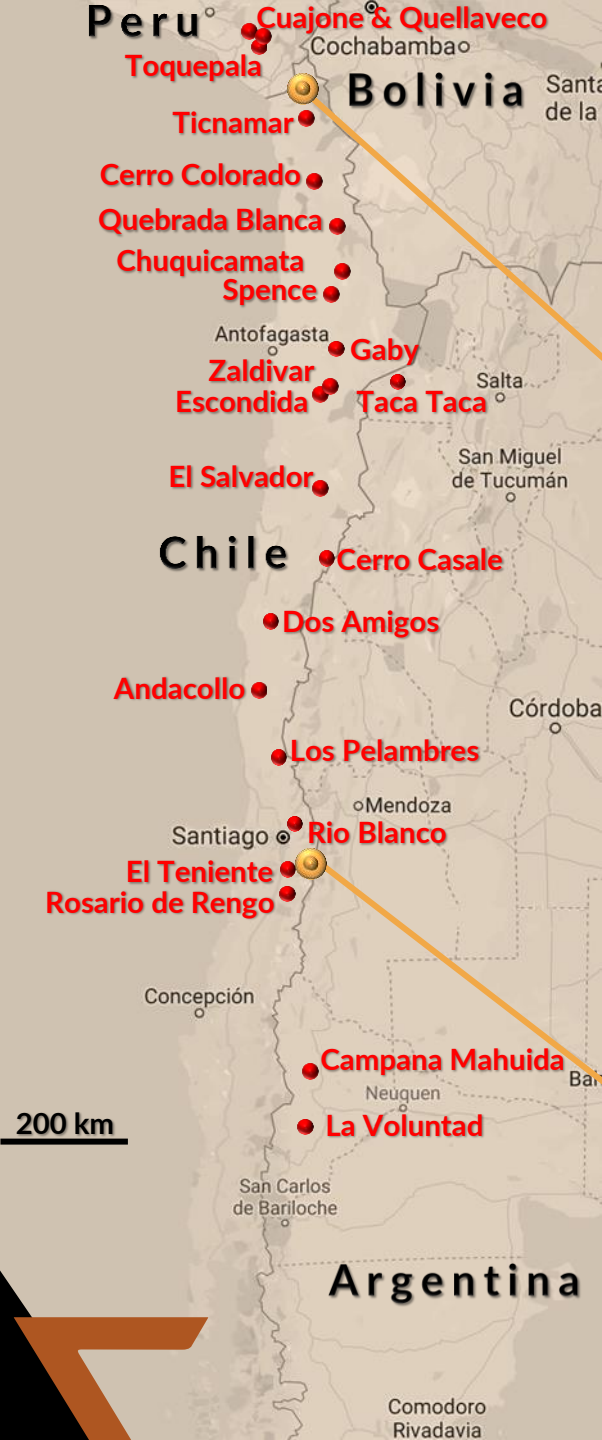 Peru
Cuajone & Quellaveco
Cochabamba
Toquepala
Bolivia
Santa
de la
Ticnamar
Cerro Colorado
Quebrada Blanca
Chuquicamata
Spence
Antofagasta
Gaby
Zaldivar
Salta
Escondida
Taca Taca
San Miguel
de Tucumán
El Salvador
Chile
Cerro Casale
Dos Amigos
Andacollo
Córdoba
Los Pelambres
Mendoza
Santiago
Rio Blanco
El Teniente
Rosario de Rengo
Concepción
Campana Mahuida
Neuquen
La Voluntad
200 km
San Carlos
de Bariloche
Argentina
Comodoro
Rivadavia